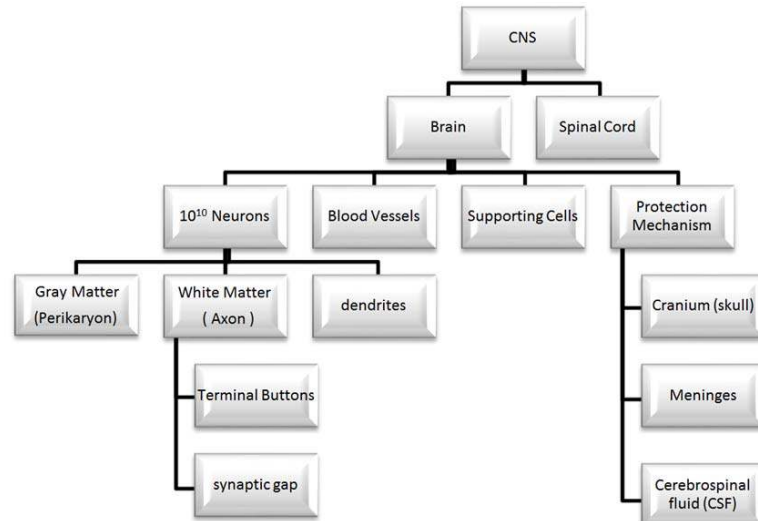 CNS
Brain
Spinal Cord
10¹⁰ Neurons
Blood Vessels
Supporting Cells
Protection
Mechanism
Gray Matter
(Perikaryon)
White Matter
( Axon )
dendrites
Cranium (skull)
Terminal Buttons
Meninges
synaptic gap
Cerebrospinal
fluid (CSF)